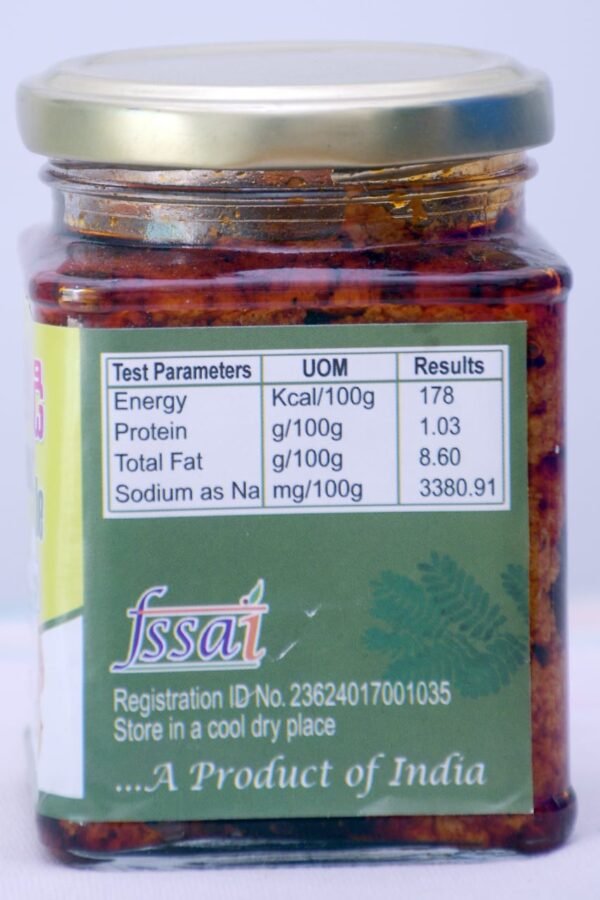 Test Parameters UOM Results
Energy Kcal/100g 178
Protein g/100g 1.03
Total Fat g/100g 8.60
Sodium as Na mg/100g 3380.91
fssai
Registration ID No. 23624017001035
Store in a cool dry place
...A Product of India